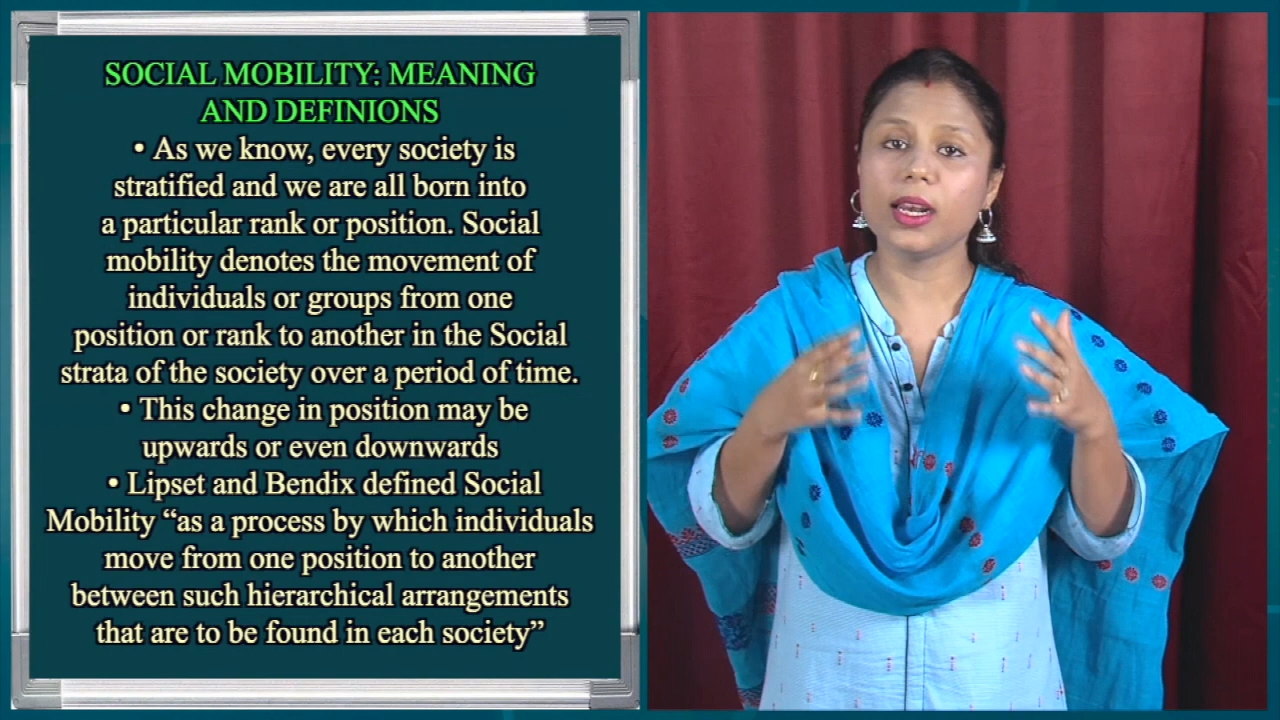 SOCIAL MOBILITY: MEANING
AND DEFINIONS
• As we know, every society is
stratified and we are all born into
a particular rank or position. Social
mobility denotes the movement of
individuals or groups from one
position or rank to another in the Social
strata of the society over a period of time.
• This change in position may be
upwards or even downwards
• Lipset and Bendix defined Social
Mobility “as a process by which individuals
move from one position to another
between such hierarchical arrangements
that are to be found in each society”